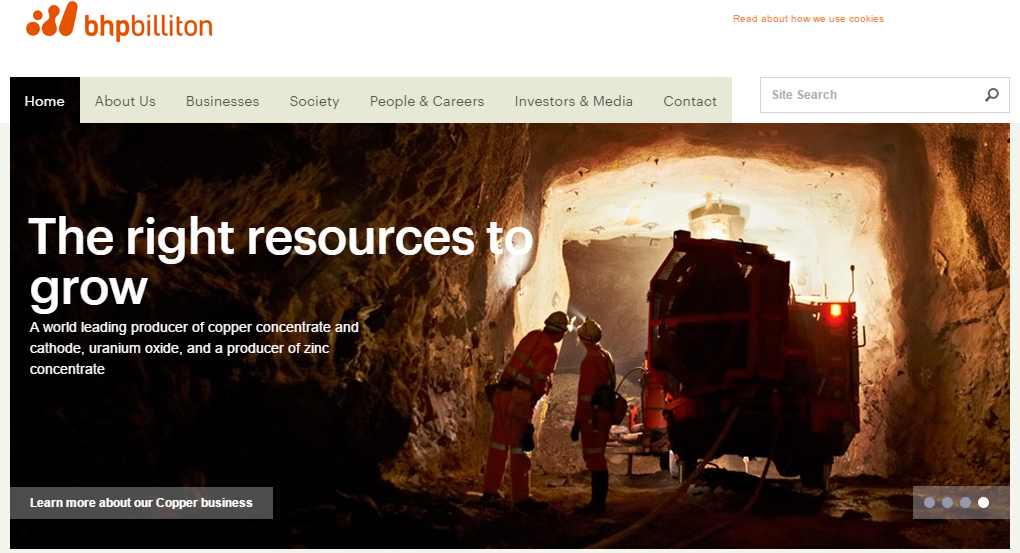 bhpbilliton
Read about how we use cookies
Home About Us Businesses Society People & Careers Investors & Media Contact
Site Search
The right resources to
grow
A world leading producer of copper concentrate and
cathode, uranium oxide, and a producer of zinc
concentrate
Learn more about our Copper business